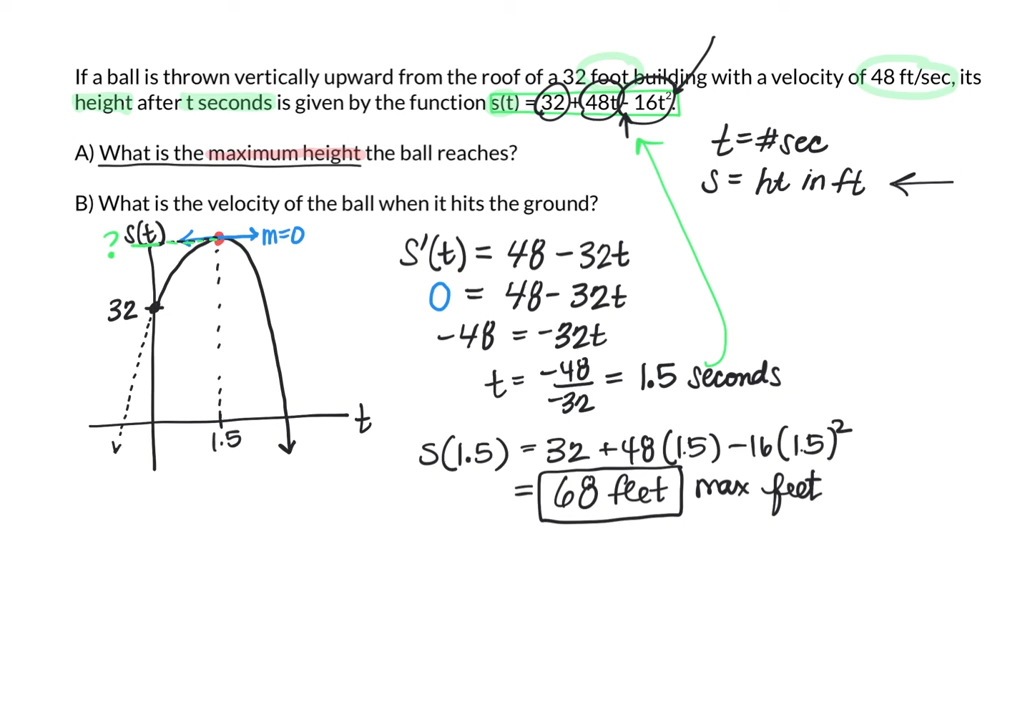 If a ball is thrown vertically upward from the roof of a 32 foot building with a velocity of 48 ft/sec, its
height after t seconds is given by the function s(t) = 32 + 48t - 16t².
t = #sec
s = ht in ft
A) What is the maximum height the ball reaches?
B) What is the velocity of the ball when it hits the ground?
? s(t)
m=0
32
1.5
t
S'(t) = 48 - 32t
0 = 48 - 32t
-48 = -32t
t = -48/-32 = 1.5 seconds
S(1.5) = 32 + 48(1.5) - 16(1.5)²
= 68 feet max feet